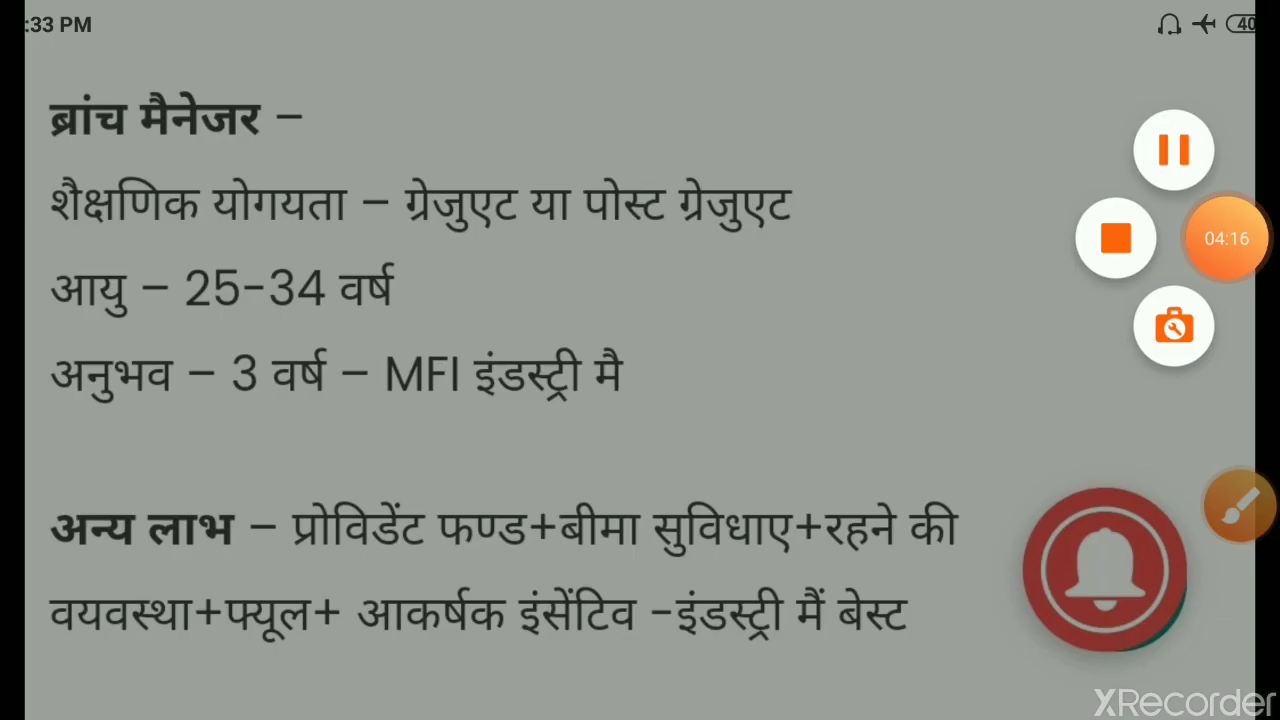 :33 PM
40
ब्रांच मैनेजर –
शैक्षणिक योगयता – ग्रेजुएट या पोस्ट ग्रेजुएट
आयु – 25-34 वर्ष
04:16
अनुभव – 3 वर्ष – MFI इंडस्ट्री मै
अन्य लाभ – प्रोविडेंट फण्ड+बीमा सुविधाए+रहने की
वयवस्था+फ्यूल+ आकर्षक इंसेंटिव -इंडस्ट्री मैं बेस्ट
XRecorder